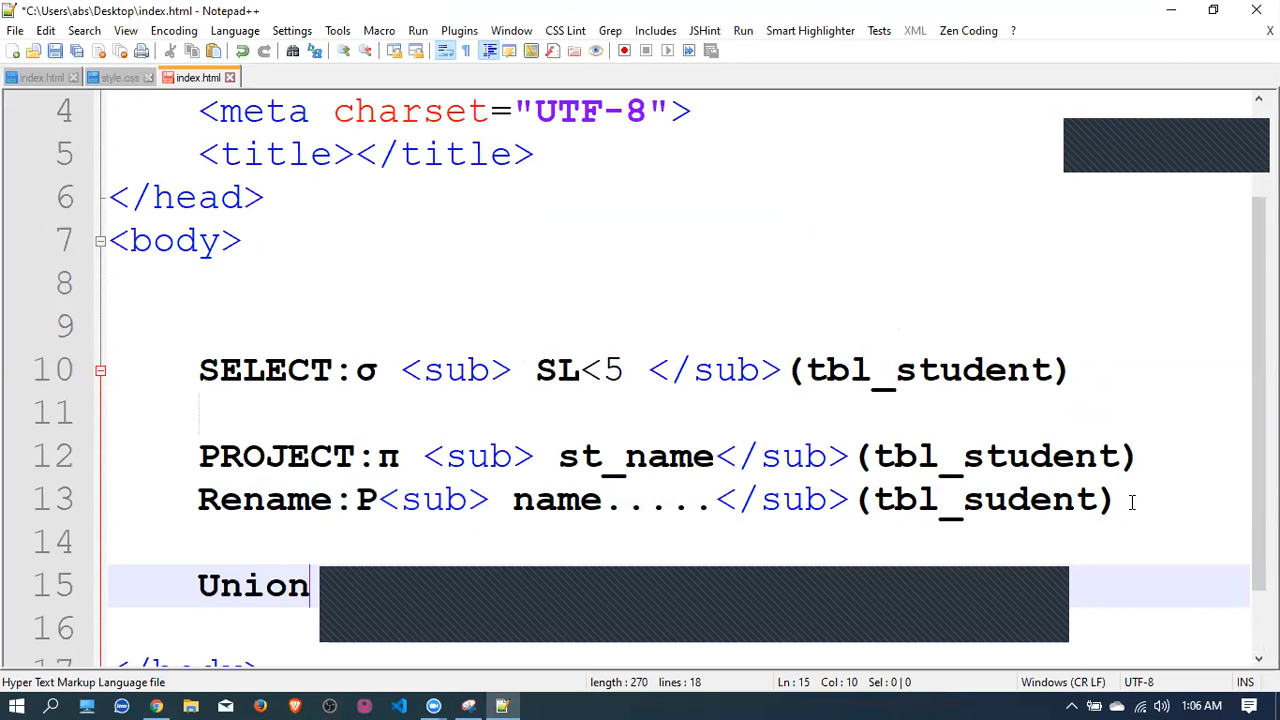 *C:\Users\abs\Desktop\index.html - Notepad++
File Edit Search View Encoding Language Settings Tools Macro Run Plugins Window CSS Lint Grep Includes JSHint Run Smart Highlighter Tests XML Zen Coding ? X
index.html style.css index.html
4 <meta charset="UTF-8">
5 <title></title>
6 </head>
7 <body>
8
9
10 SELECT:σ <sub> SL<5 </sub>(tbl_student)
11
12 PROJECT:π <sub> st_name</sub>(tbl_student)
13 Rename:P<sub> name.....</sub>(tbl_sudent)
14
15 Union
16
17 </body>
Hyper Text Markup Language file length : 270 lines : 18 Ln : 15 Col : 10 Sel : 0 | 0 Windows (CR LF) UTF-8 INS
1:06 AM